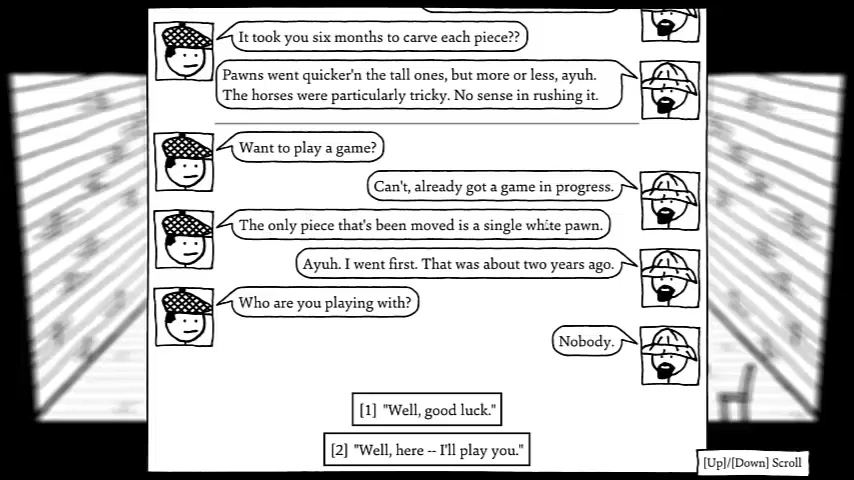 It took you six months to carve each piece??
Pawns went quicker'n the tall ones, but more or less, ayuh.
The horses were particularly tricky. No sense in rushing it.
Want to play a game?
Can't, already got a game in progress.
The only piece that's been moved is a single white pawn.
Ayuh. I went first. That was about two years ago.
Who are you playing with?
Nobody.
[1] "Well, good luck."
[2] "Well, here -- I'll play you."
[Up]/[Down] Scroll